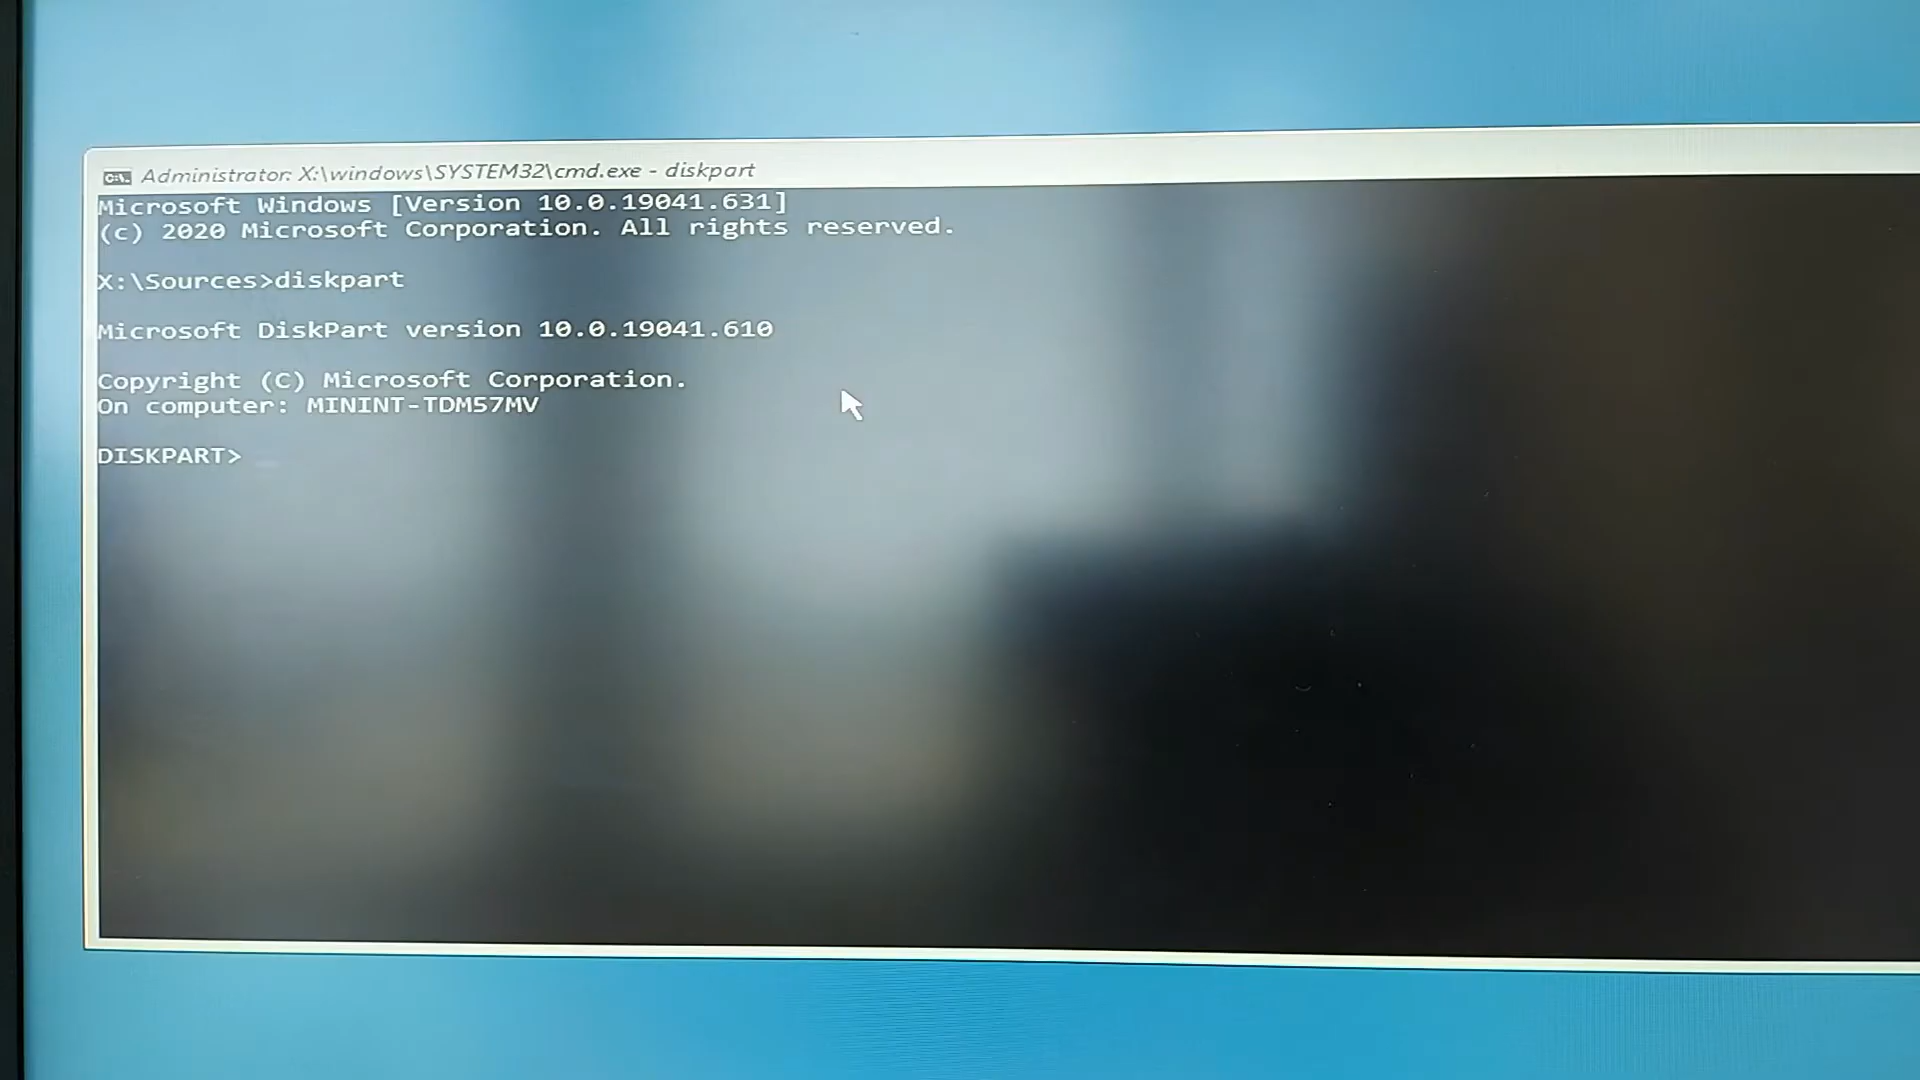 Administrator: X:\windows\SYSTEM32\cmd.exe - diskpart
Microsoft Windows [Version 10.0.19041.631]
(c) 2020 Microsoft Corporation. All rights reserved.
X:\Sources>diskpart
Microsoft DiskPart version 10.0.19041.610
Copyright (C) Microsoft Corporation.
On computer: MININT-TDM57MV
DISKPART>